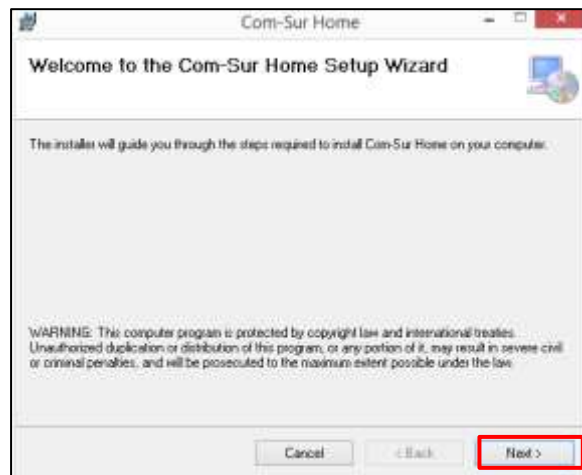 Com-Sur Home
Welcome to the Com-Sur Home Setup Wizard
The installer will guide you through the steps required to install Com-Sur Home on your computer.
WARNING: This computer program is protected by copyright law and international treaties.
Unauthorized duplication or distribution of this program, or any portion of it, may result in severe civil
or criminal penalties, and will be prosecuted to the maximum extent possible under the law.
Cancel < Back Next >